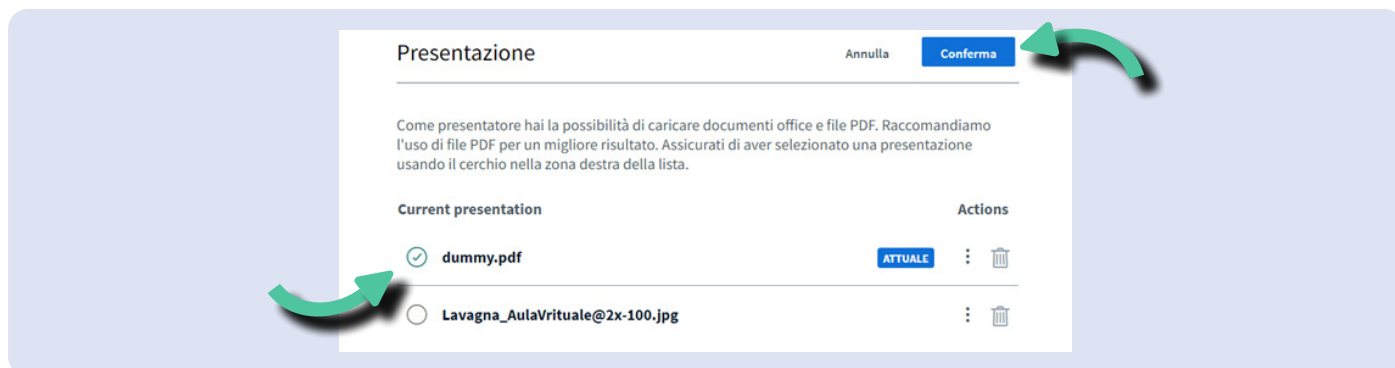 Presentazione Annulla Conferma
Come presentatore hai la possibilità di caricare documenti office e file PDF. Raccomandiamo
l'uso di file PDF per un migliore risultato. Assicurati di aver selezionato una presentazione
usando il cerchio nella zona destra della lista.
Current presentation Actions
dummy.pdf ATTUALE
Lavagna_AulaVrituale@2x-100.jpg